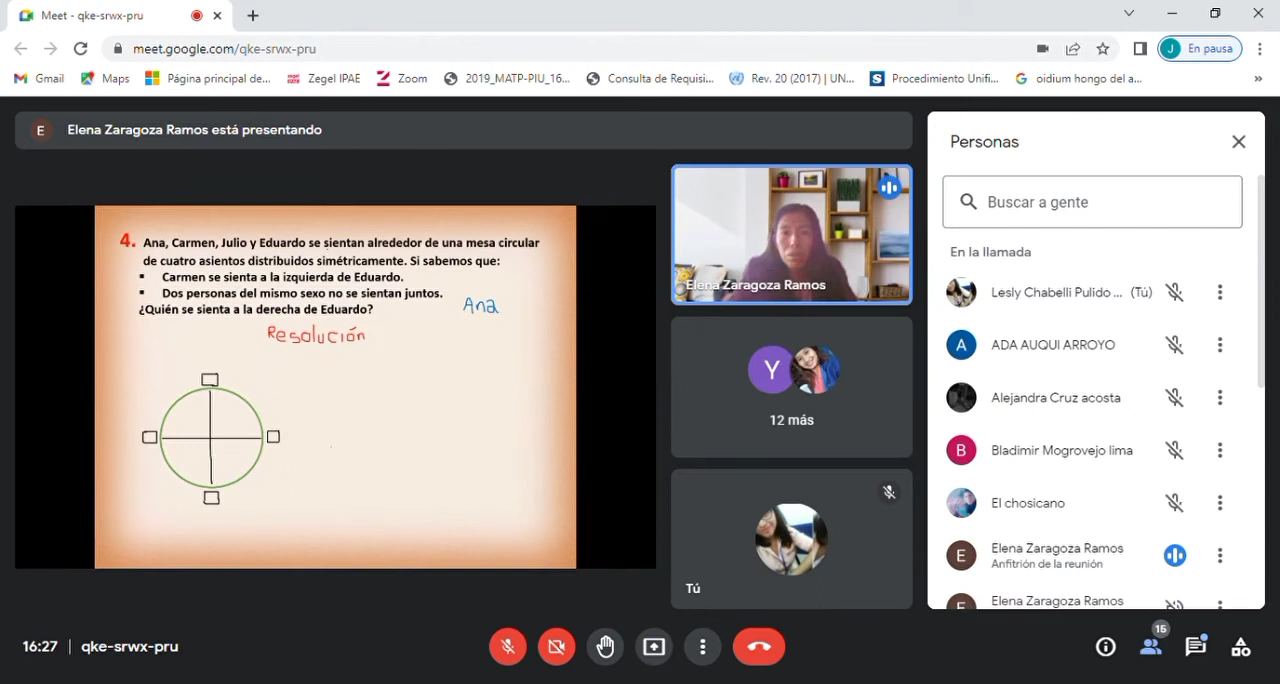 Meet - qke-srwx-pru
meet.google.com/qke-srwx-pru
J
En pausa
Gmail
Maps
Página principal de...
Zegel IPAE
Zoom
2019_MATP-PIU_16...
Consulta de Requisi...
Rev. 20 (2017) | UN...
S
Procedimiento Unifi...
oidium hongo del a...
»
E
Elena Zaragoza Ramos está presentando
4. Ana, Carmen, Julio y Eduardo se sientan alrededor de una mesa circular
de cuatro asientos distribuidos simétricamente. Si sabemos que:
▪ Carmen se sienta a la izquierda de Eduardo.
▪ Dos personas del mismo sexo no se sientan juntos.
¿Quién se sienta a la derecha de Eduardo?
Ana
Resolución
Elena Zaragoza Ramos
Y
12 más
Tú
Personas
Buscar a gente
En la llamada
Lesly Chabelli Pulido ... (Tú)
A
ADA AUQUI ARROYO
Alejandra Cruz acosta
B
Bladimir Mogrovejo lima
El chosicano
E
Elena Zaragoza Ramos
Anfitrión de la reunión
E
Elena Zaragoza Ramos
16:27 | qke-srwx-pru
15